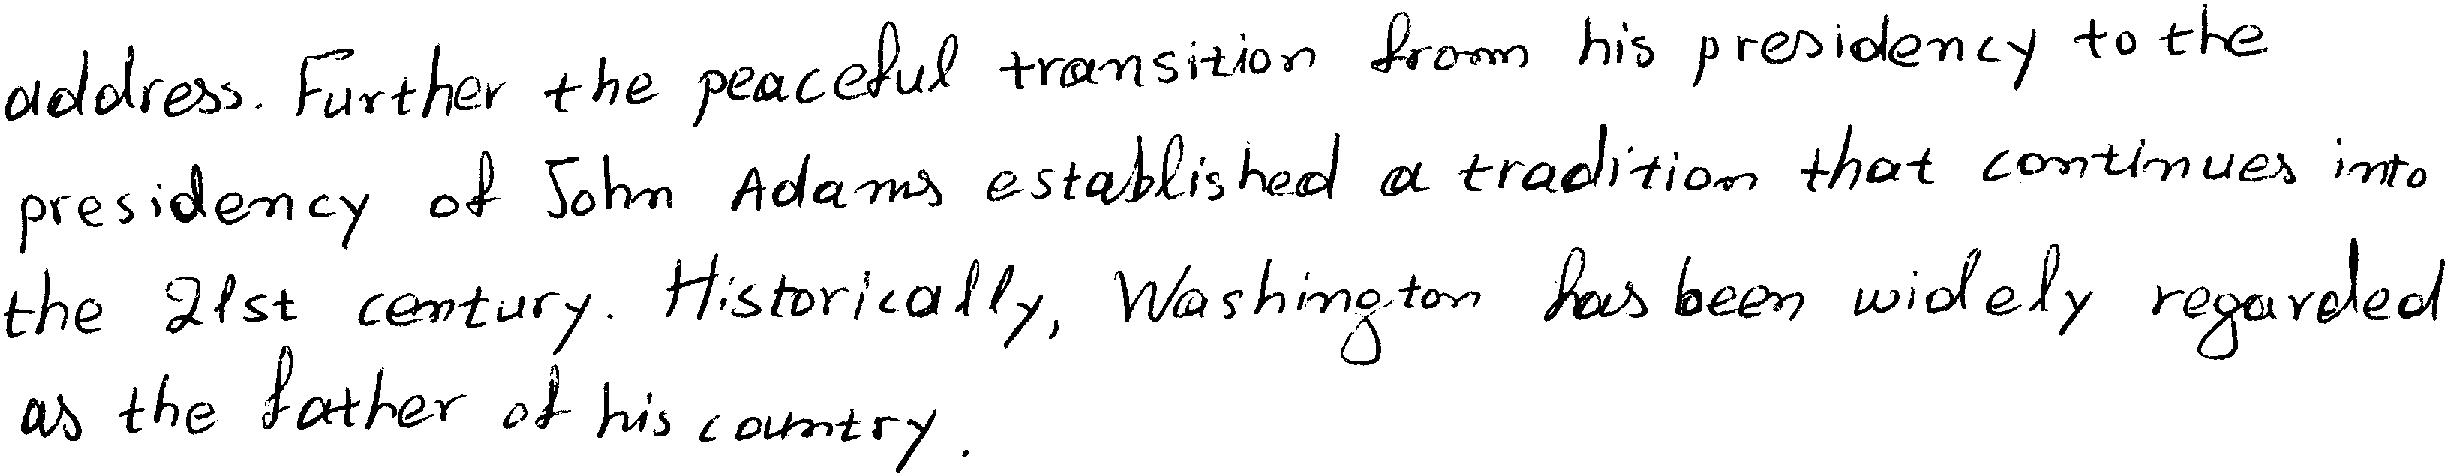 address. Further the peaceful transition from his presidency to the
presidency of John Adams established a tradition that continues into
the 21st century. Historically, Washington has been widely regarded
as the father of his country.